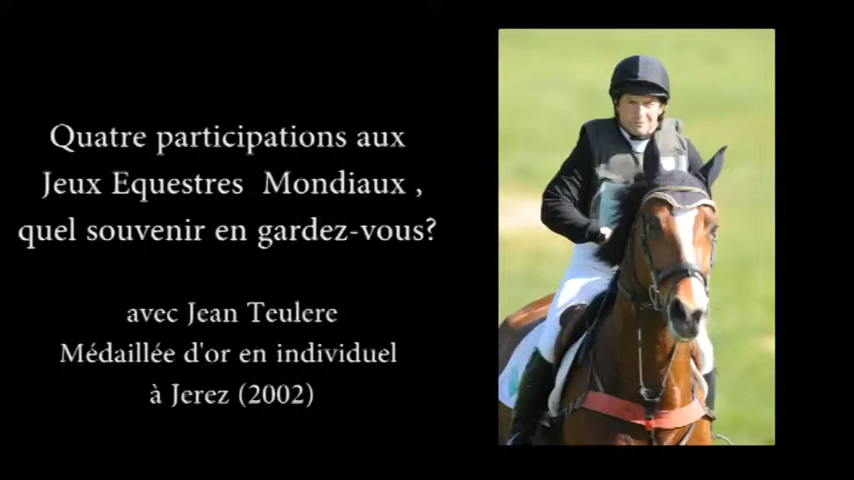 Quatre participations aux
Jeux Equestres Mondiaux ,
quel souvenir en gardez-vous?
avec Jean Teulere
Médaillée d'or en individuel
à Jerez (2002)